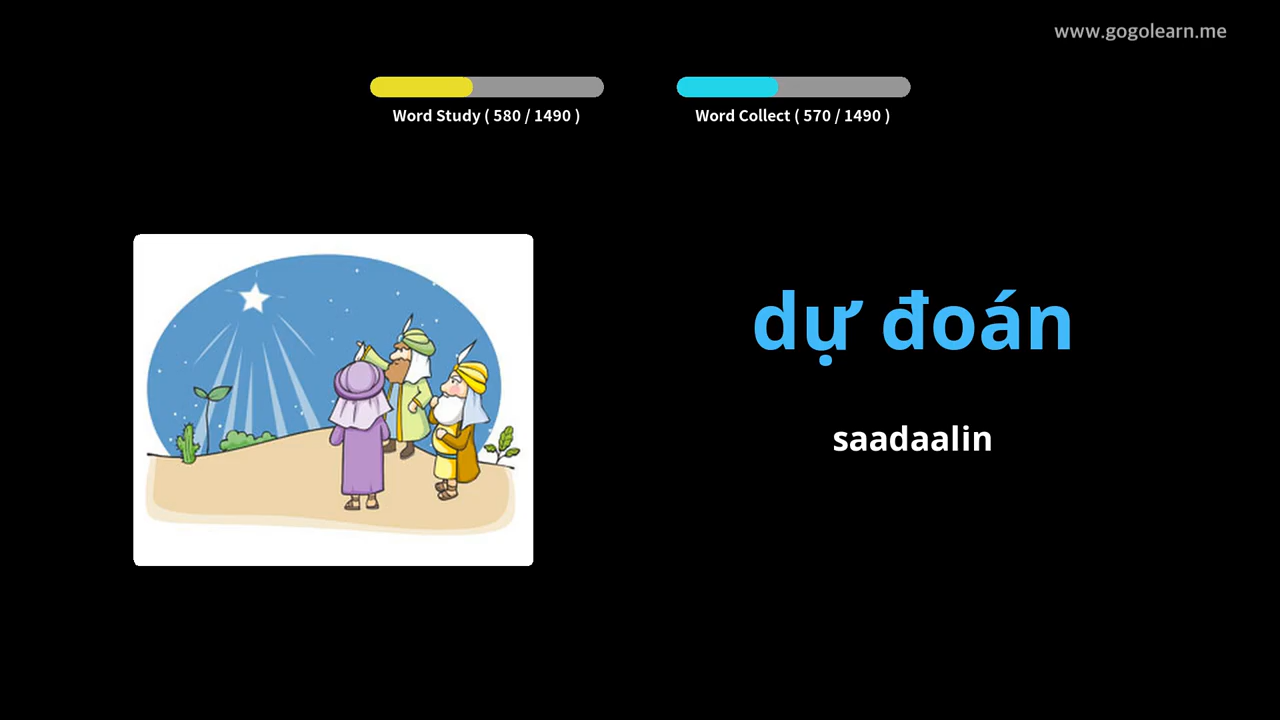 www.gogolearn.me
Word Study ( 580 / 1490 )
Word Collect ( 570 / 1490 )
dự đoán
saadaalin